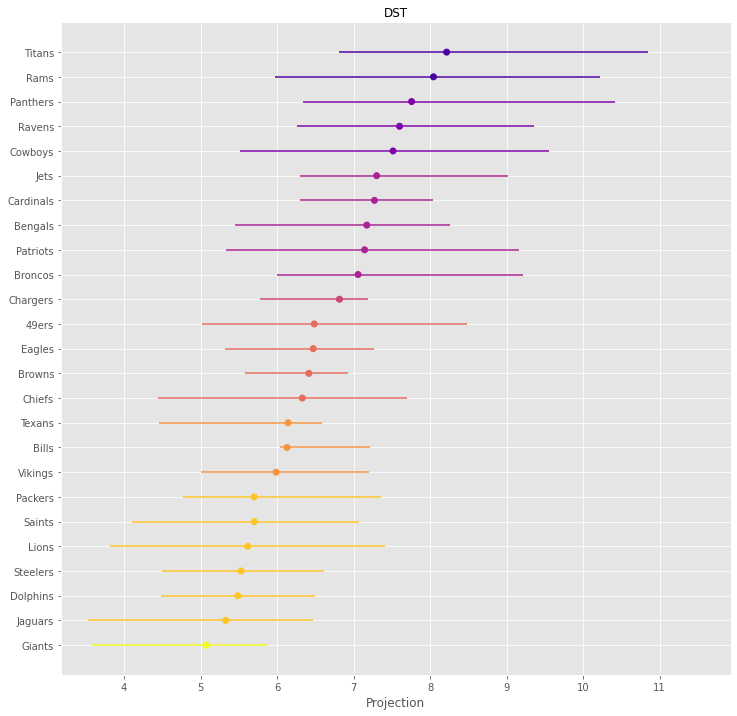 DST
Titans
Rams
Panthers
Ravens
Cowboys
Jets
Cardinals
Bengals
Patriots
Broncos
Chargers
49ers
Eagles
Browns
Chiefs
Texans
Bills
Vikings
Packers
Saints
Lions
Steelers
Dolphins
Jaguars
Giants
4 5 6 7 8 9 10 11
Projection